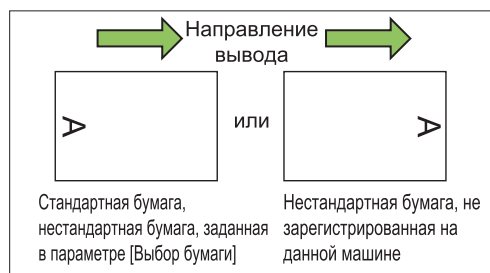 Направление
вывода
A
или
A
Стандартная бумага,
нестандартная бумага, заданная
в параметре [Выбор бумаги]
Нестандартная бумага, не
зарегистрированная на
данной машине